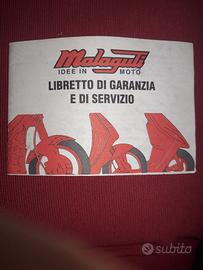 Malaguti
IDEE IN MOTO
LIBRETTO DI GARANZIA
E DI SERVIZIO
subito